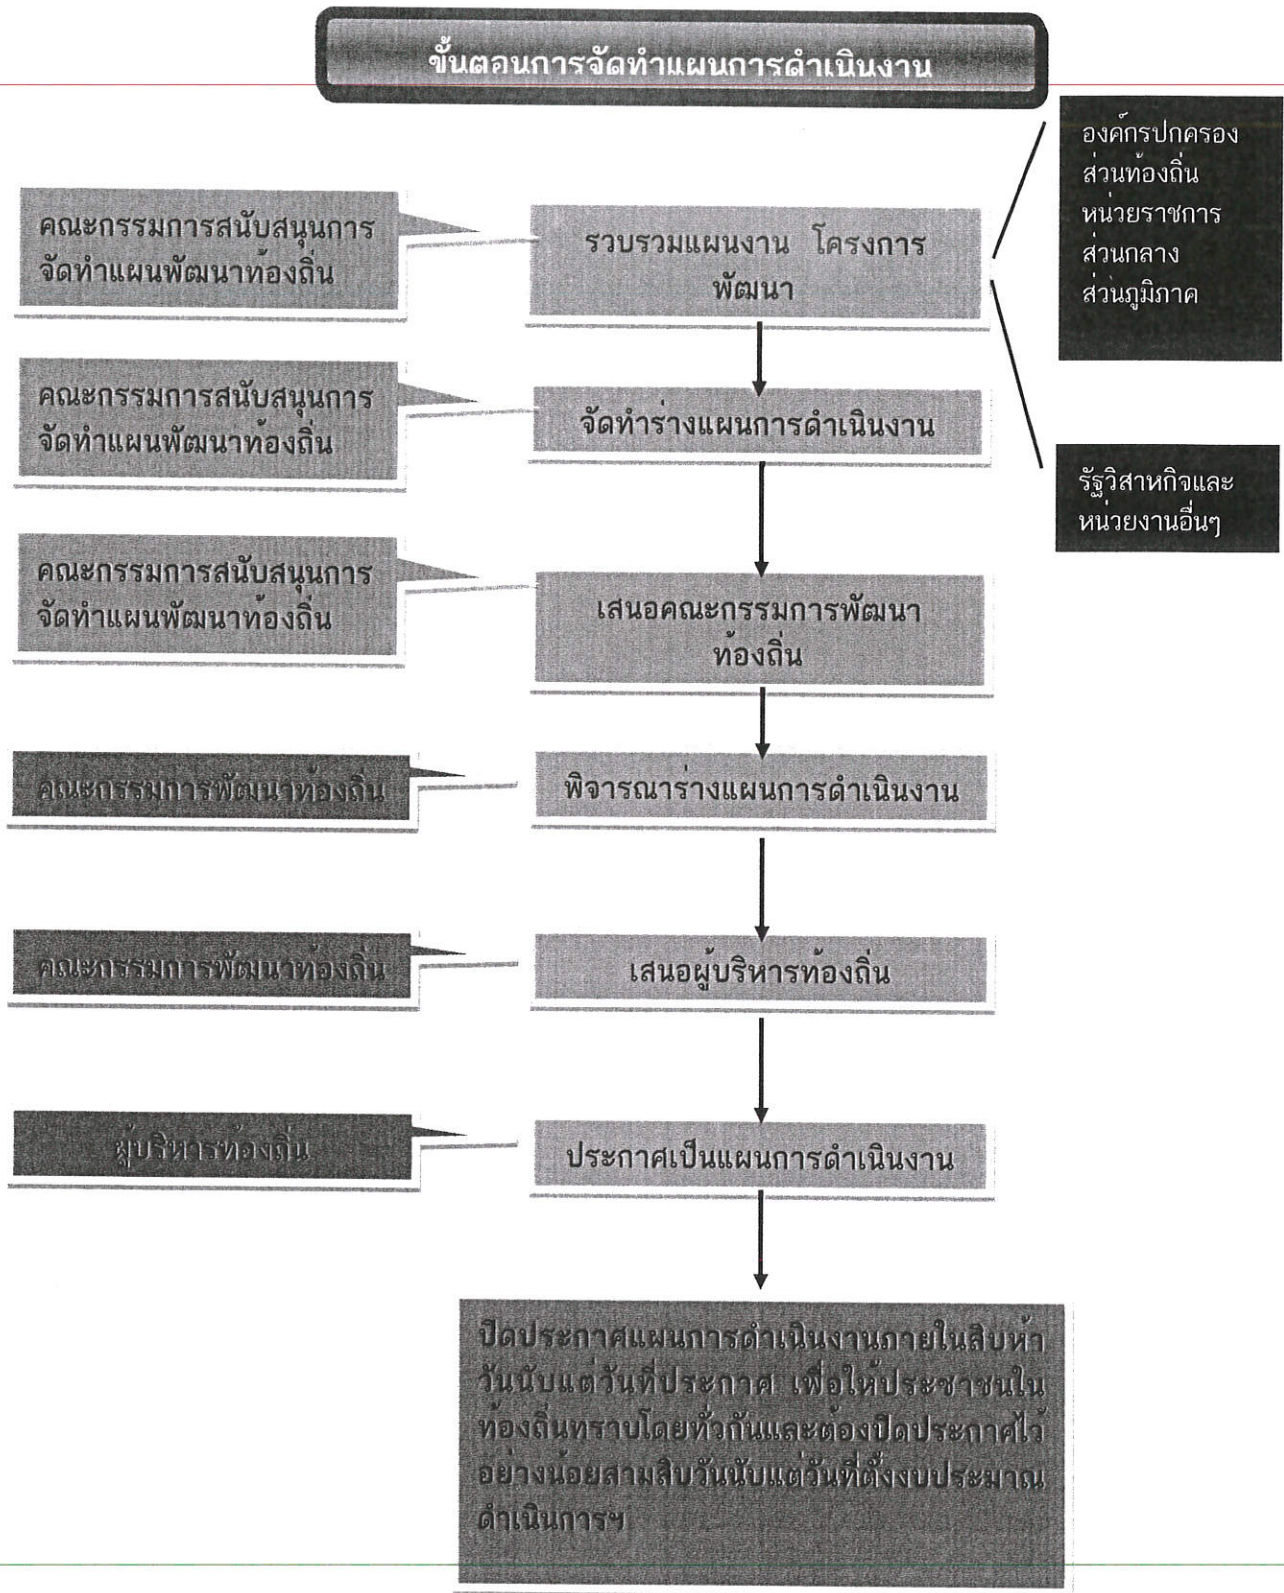 ขั้นตอนการจัดทำแผนการดำเนินงาน
องค์กรปกครอง
ส่วนท้องถิ่น
หน่วยราชการ
ส่วนกลาง
ส่วนภูมิภาค
คณะกรรมการสนับสนุนการ
จัดทำแผนพัฒนาท้องถิ่น
รวบรวมแผนงาน โครงการ
พัฒนา
คณะกรรมการสนับสนุนการ
จัดทำแผนพัฒนาท้องถิ่น
จัดทำร่างแผนการดำเนินงาน
รัฐวิสาหกิจและ
หน่วยงานอื่นๆ
คณะกรรมการสนับสนุนการ
จัดทำแผนพัฒนาท้องถิ่น
เสนอคณะกรรมการพัฒนา
ท้องถิ่น
คณะกรรมการพัฒนาท้องถิ่น
พิจารณาร่างแผนการดำเนินงาน
คณะกรรมการพัฒนาท้องถิ่น
เสนอผู้บริหารท้องถิ่น
ผู้บริหารท้องถิ่น
ประกาศเป็นแผนการดำเนินงาน
ปิดประกาศแผนการดำเนินงานภายในสิบห้า
วันนับแต่วันที่ประกาศ เพื่อให้ประชาชนใน
ท้องถิ่นทราบโดยทั่วกันและต้องปิดประกาศไว้
อย่างน้อยสามสิบวันนับแต่วันที่ตั้งงบประมาณ
ดำเนินการฯ